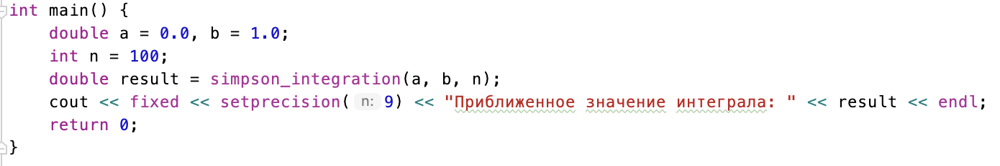 int main() {
    double a = 0.0, b = 1.0;
    int n = 100;
    double result = simpson_integration(a, b, n);
    cout << fixed << setprecision( n: 9) << "Приближенное значение интеграла: " << result << endl;
    return 0;
}